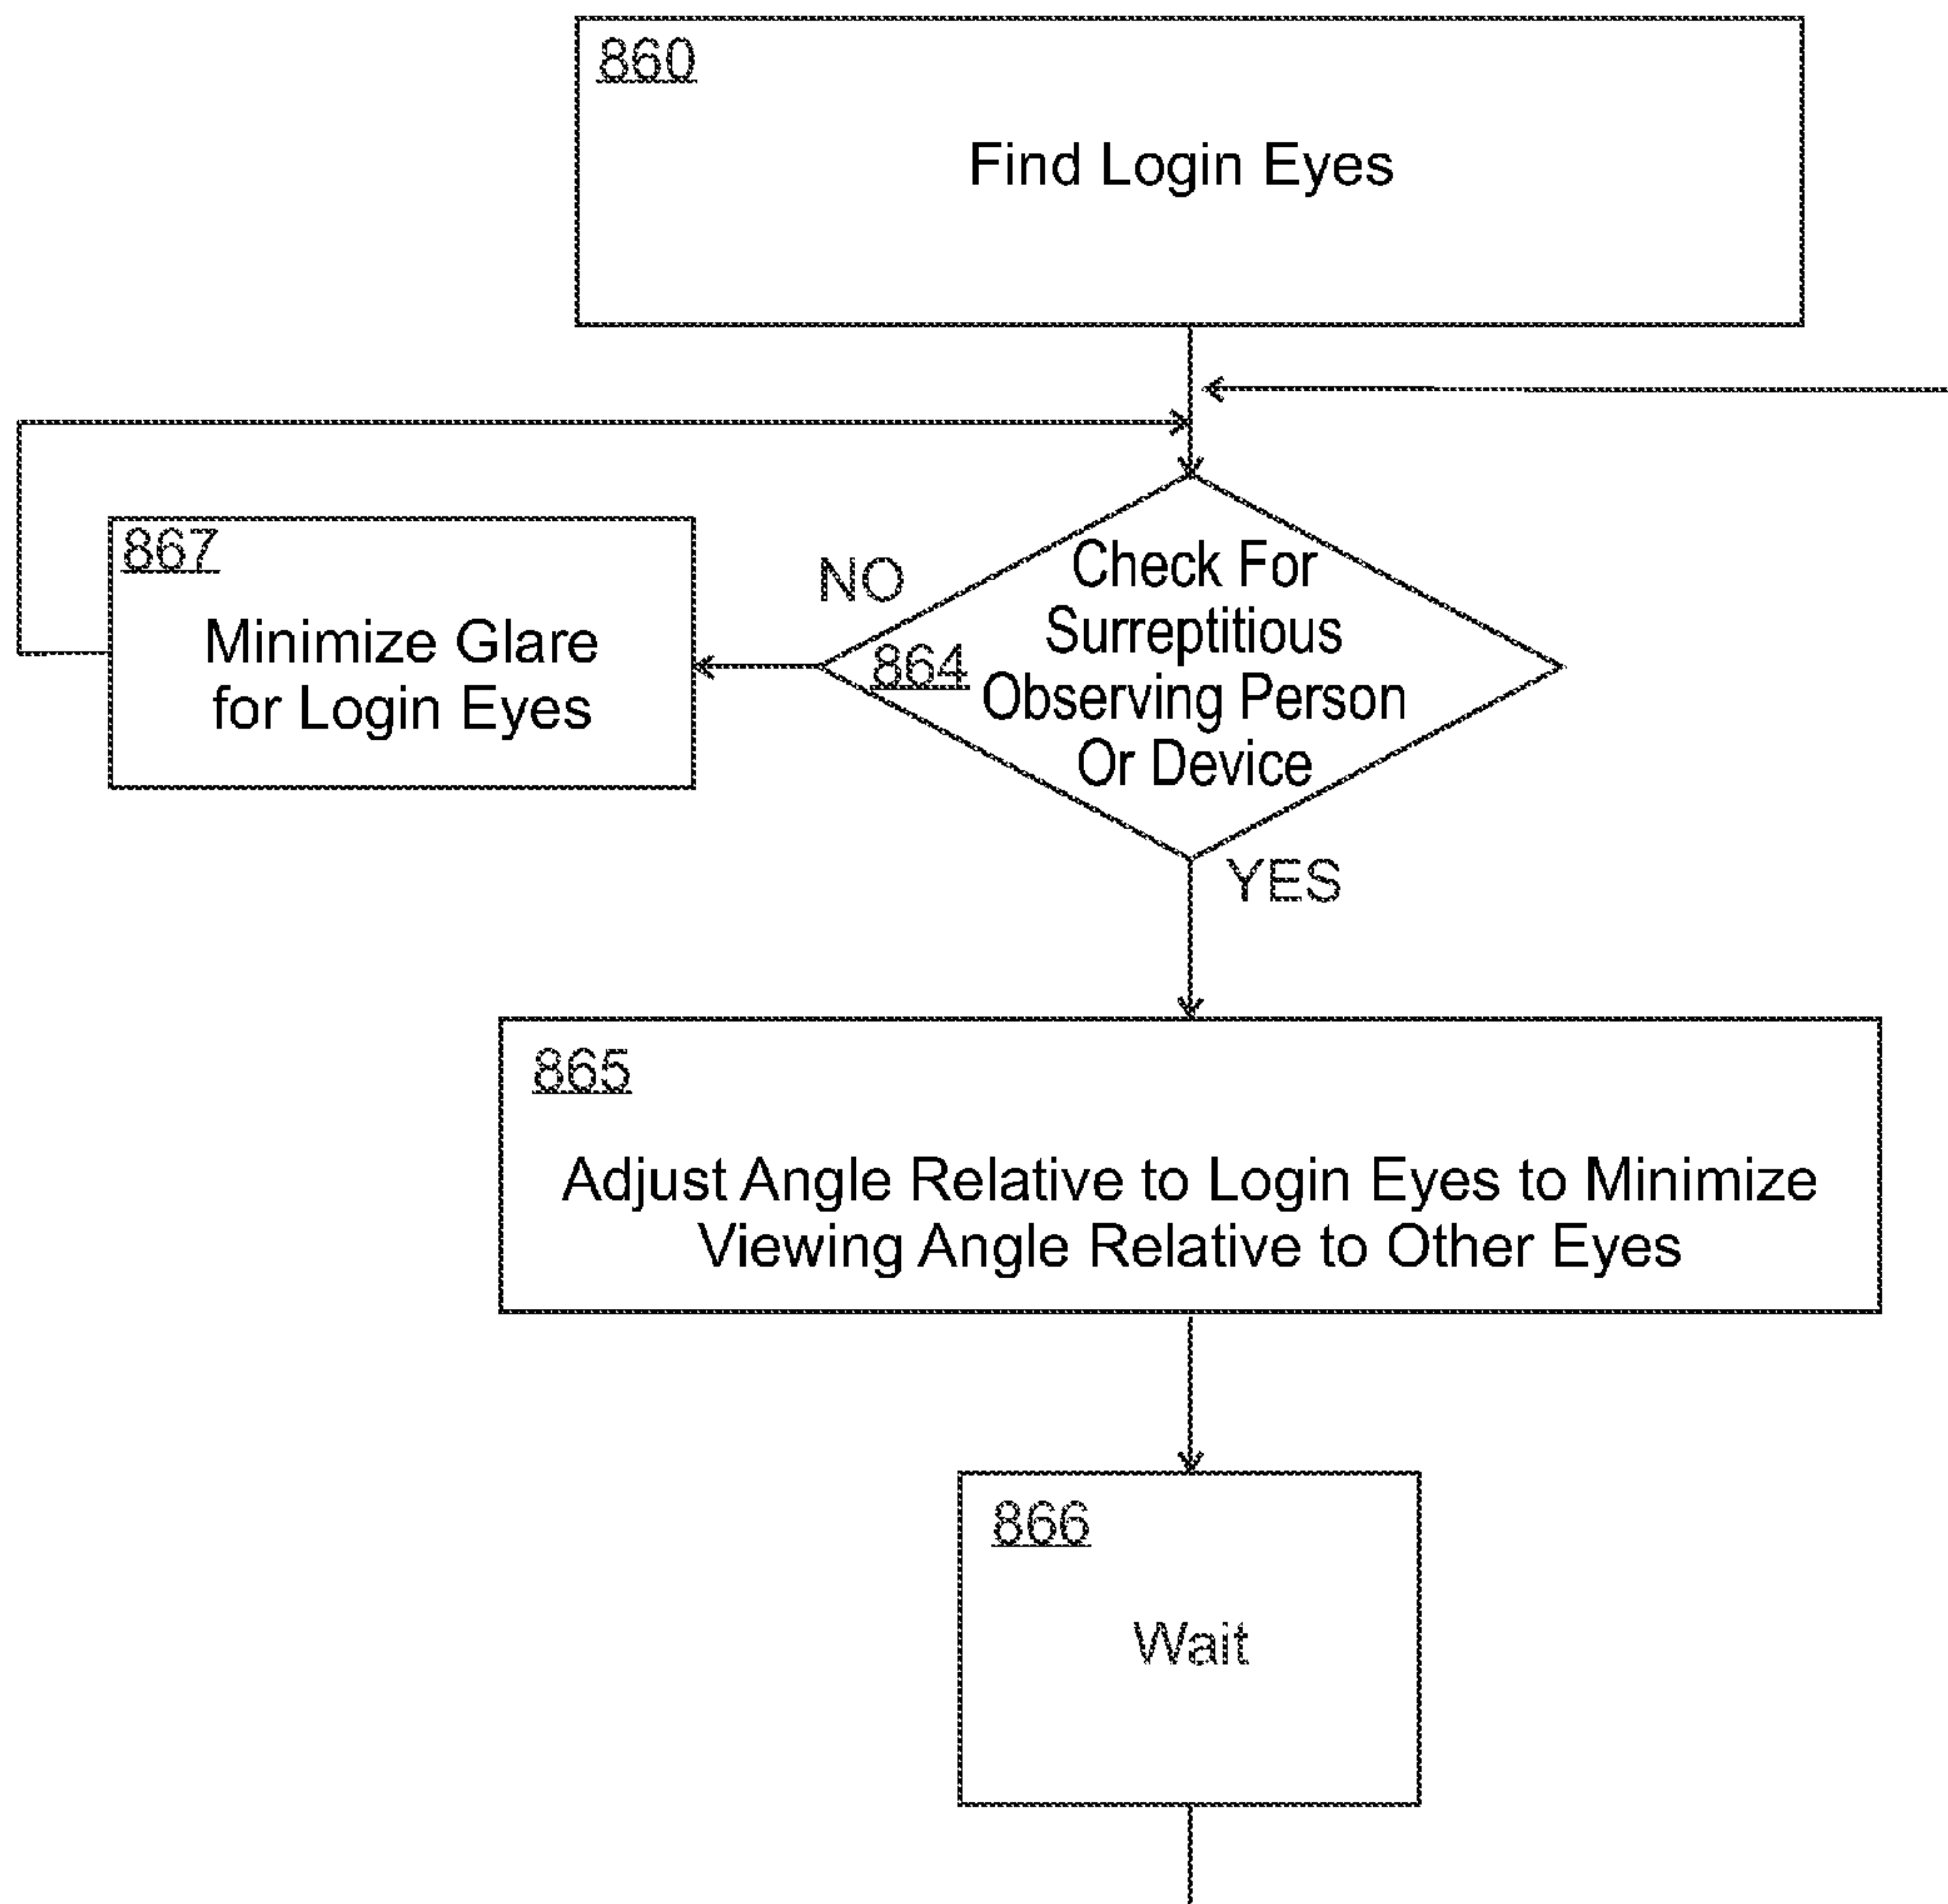 860
Find Login Eyes
867
Minimize Glare
for Login Eyes
NO
864
Check For
Surreptitious
Observing Person
Or Device
YES
865
Adjust Angle Relative to Login Eyes to Minimize
Viewing Angle Relative to Other Eyes
866
Wait